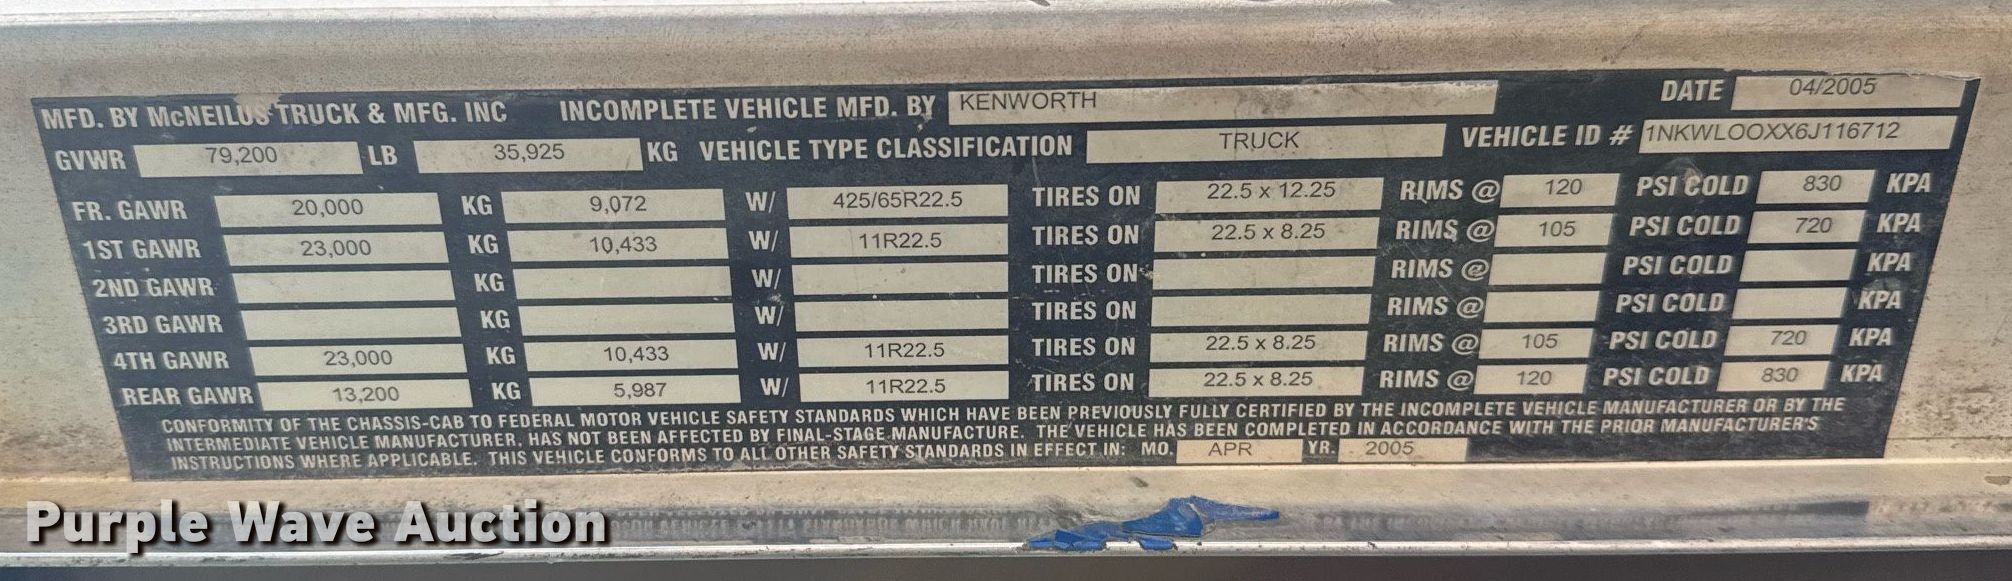 MFD. BY McNEILUS TRUCK & MFG. INC INCOMPLETE VEHICLE MFD. BY KENWORTH DATE 04/2005
GVWR 79,200 LB 35,925 KG VEHICLE TYPE CLASSIFICATION TRUCK VEHICLE ID # 1NKWLOOXX6J116712
FR. GAWR 20,000 KG 9,072 W/ 425/65R22.5 TIRES ON 22.5 x 12.25 RIMS @ 120 PSI COLD 830 KPA
1ST GAWR 23,000 KG 10,433 W/ 11R22.5 TIRES ON 22.5 x 8.25 RIMS @ 105 PSI COLD 720 KPA
2ND GAWR KG W/ TIRES ON RIMS @ PSI COLD KPA
3RD GAWR KG W/ TIRES ON RIMS @ PSI COLD KPA
4TH GAWR 23,000 KG 10,433 W/ 11R22.5 TIRES ON 22.5 x 8.25 RIMS @ 105 PSI COLD 720 KPA
REAR GAWR 13,200 KG 5,987 W/ 11R22.5 TIRES ON 22.5 x 8.25 RIMS @ 120 PSI COLD 830 KPA
CONFORMITY OF THE CHASSIS-CAB TO FEDERAL MOTOR VEHICLE SAFETY STANDARDS WHICH HAVE BEEN PREVIOUSLY FULLY CERTIFIED BY THE INCOMPLETE VEHICLE MANUFACTURER OR BY THE
INTERMEDIATE VEHICLE MANUFACTURER, HAS NOT BEEN AFFECTED BY FINAL-STAGE MANUFACTURE. THE VEHICLE HAS BEEN COMPLETED IN ACCORDANCE WITH THE PRIOR MANUFACTURER'S
INSTRUCTIONS WHERE APPLICABLE. THIS VEHICLE CONFORMS TO ALL OTHER SAFETY STANDARDS IN EFFECT IN: MO. APR YR. 2005
Purple Wave Auction